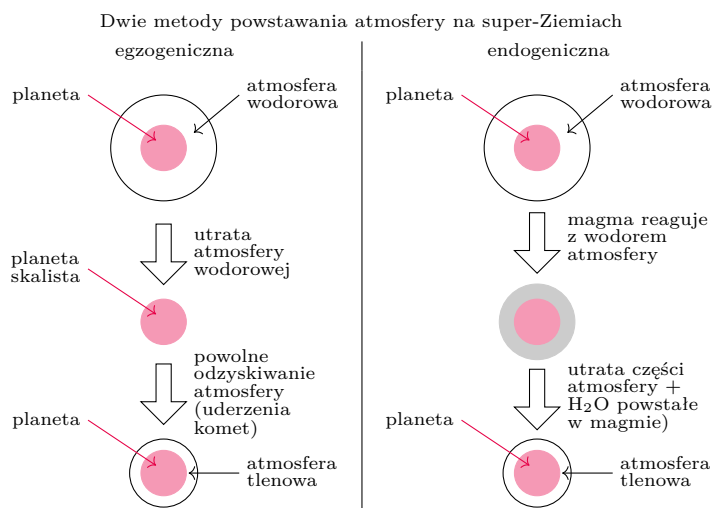 Dwie metody powstawania atmosfery na super-Ziemiach
egzogeniczna
planeta
atmosfera
wodorowa
utrata
atmosfery
wodorowej
planeta
skalista
powolne
odzyskiwanie
atmosfery
(uderzenia
komet)
planeta
atmosfera
tlenowa
endogeniczna
planeta
atmosfera
wodorowa
magma reaguje
z wodorem
atmosfery
utrata części
atmosfery +
H₂O powstałe
w magmie)
planeta
atmosfera
tlenowa